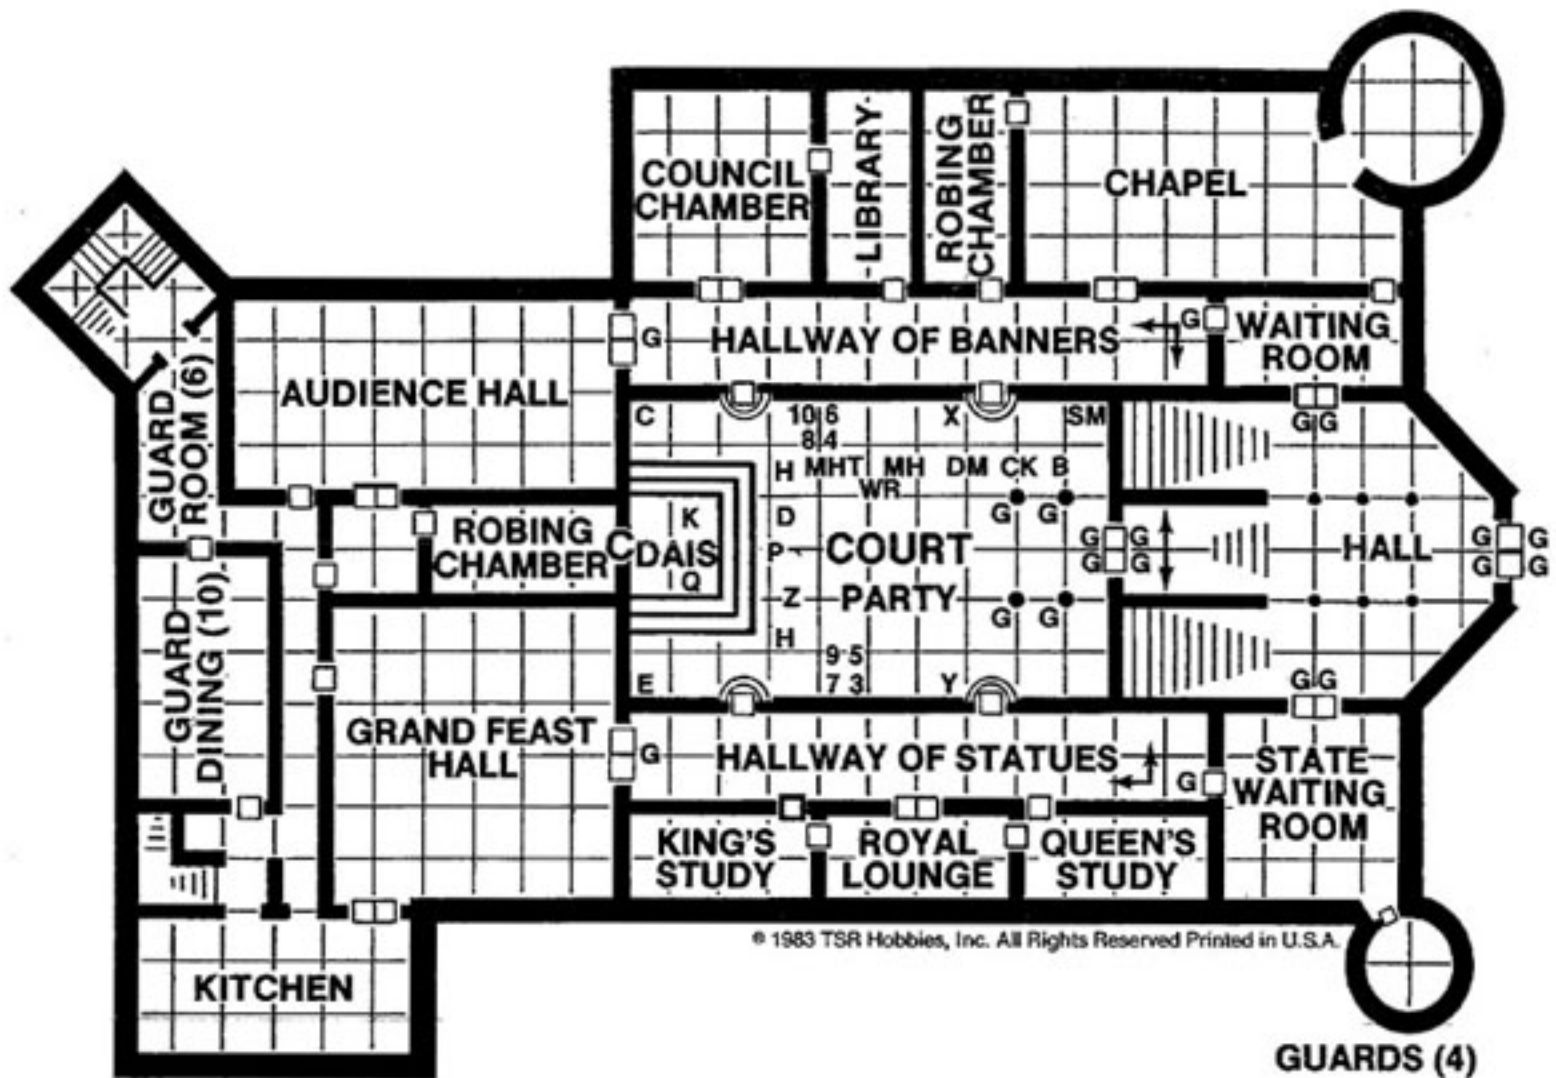 COUNCIL
CHAMBER
LIBRARY
ROBING
CHAMBER
CHAPEL
HALLWAY OF BANNERS
G
G
WAITING
ROOM
GG
AUDIENCE HALL
GUARD
ROOM (6)
C
10 6
8 4
X
SM
H MHT MH DM CK B
WR
G G
K
D
ROBING
CHAMBER
C
DAIS
P
COURT
PARTY
Q
Z
G G
H
G G
G G
HALL
G G
G G
9 5
7 3
E
Y
GG
GUARD
DINING (10)
GRAND FEAST
HALL
G
HALLWAY OF STATUES
G
STATE
WAITING
ROOM
KING'S
STUDY
ROYAL
LOUNGE
QUEEN'S
STUDY
© 1983 TSR Hobbies, Inc. All Rights Reserved Printed in U.S.A.
KITCHEN
GUARDS (4)